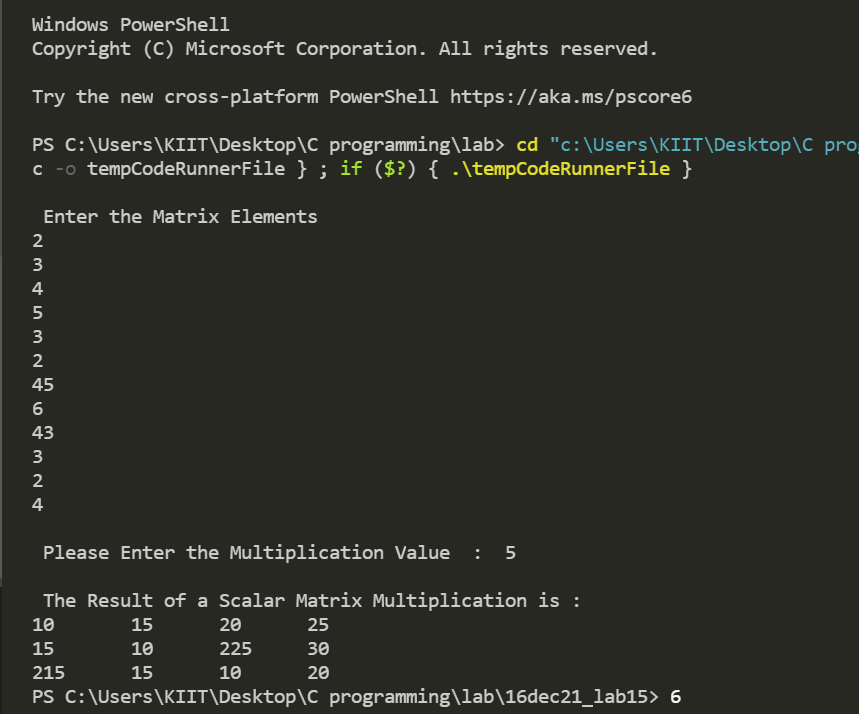 Windows PowerShell
Copyright (C) Microsoft Corporation. All rights reserved.
Try the new cross-platform PowerShell https://aka.ms/pscore6
PS C:\Users\KIIT\Desktop\C programming\lab> cd "c:\Users\KIIT\Desktop\C pro
c -o tempCodeRunnerFile } ; if ($?) { .\tempCodeRunnerFile }
Enter the Matrix Elements
2
3
4
5
3
2
45
6
43
3
2
4
Please Enter the Multiplication Value  :  5
The Result of a Scalar Matrix Multiplication is :
10 15 20 25
15 10 225 30
215 15 10 20
PS C:\Users\KIIT\Desktop\C programming\lab\16dec21_lab15> 6